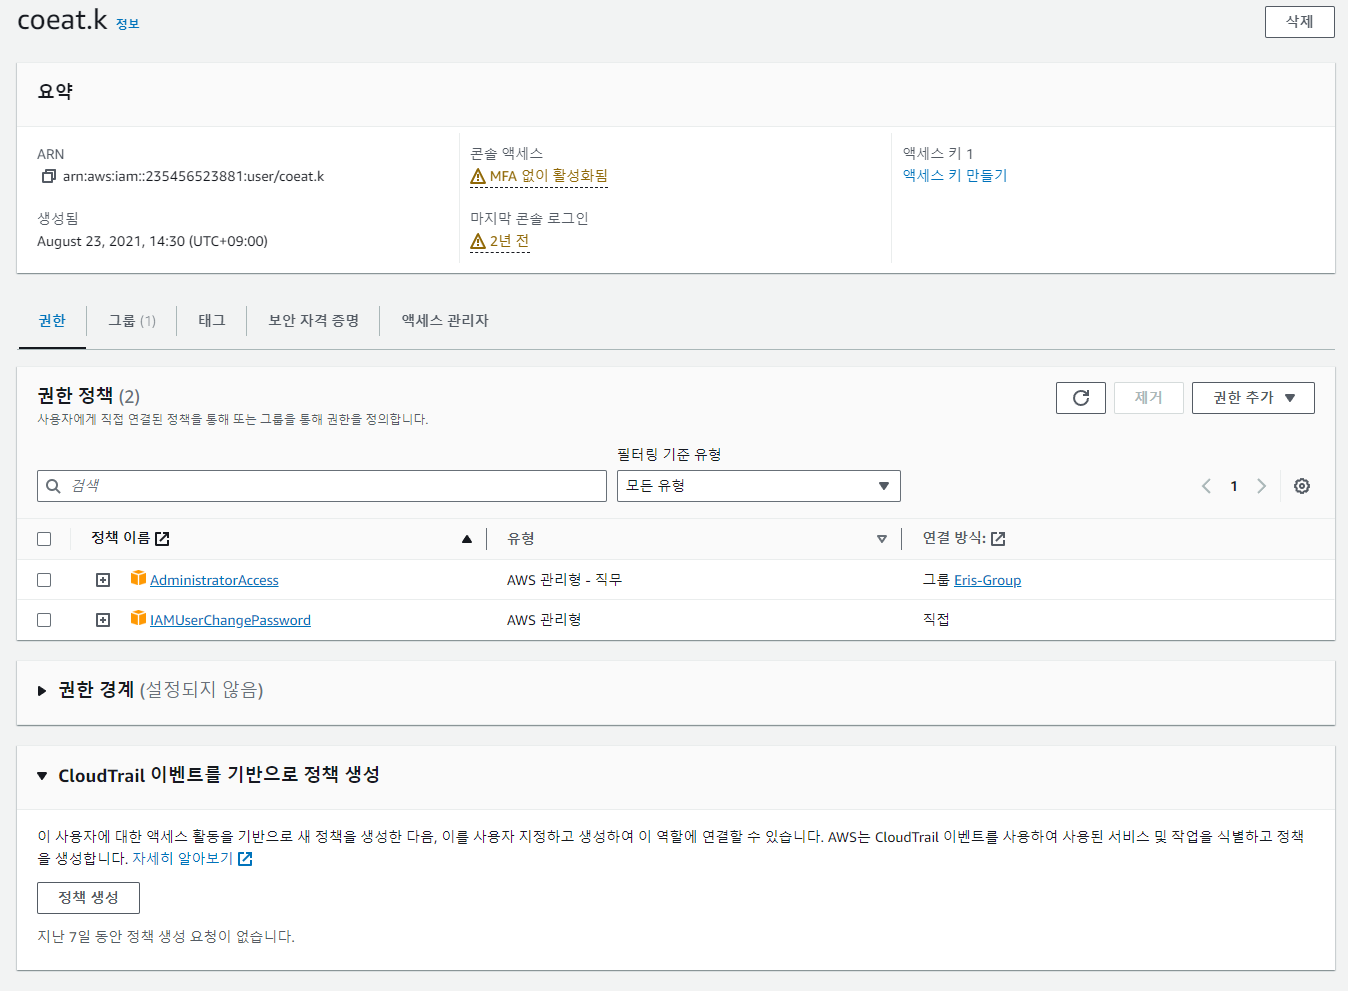 coeat.k 정보
삭제
요약
ARN
arn:aws:iam::235456523881:user/coeat.k
생성됨
August 23, 2021, 14:30 (UTC+09:00)
콘솔 액세스
MFA 없이 활성화됨
마지막 콘솔 로그인
2년 전
액세스 키 1
액세스 키 만들기
권한
그룹 (1)
태그
보안 자격 증명
액세스 관리자
권한 정책 (2)
사용자에게 직접 연결된 정책을 통해 또는 그룹을 통해 권한을 정의합니다.
제거
권한 추가
필터링 기준 유형
검색
모든 유형
1
정책 이름
유형
연결 방식:
AdministratorAccess
AWS 관리형 - 직무
그룹 Eris-Group
IAMUserChangePassword
AWS 관리형
직접
권한 경계 (설정되지 않음)
CloudTrail 이벤트를 기반으로 정책 생성
이 사용자에 대한 액세스 활동을 기반으로 새 정책을 생성한 다음, 이를 사용자 지정하고 생성하여 이 역할에 연결할 수 있습니다. AWS는 CloudTrail 이벤트를 사용하여 사용된 서비스 및 작업을 식별하고 정책
을 생성합니다. 자세히 알아보기
정책 생성
지난 7일 동안 정책 생성 요청이 없습니다.